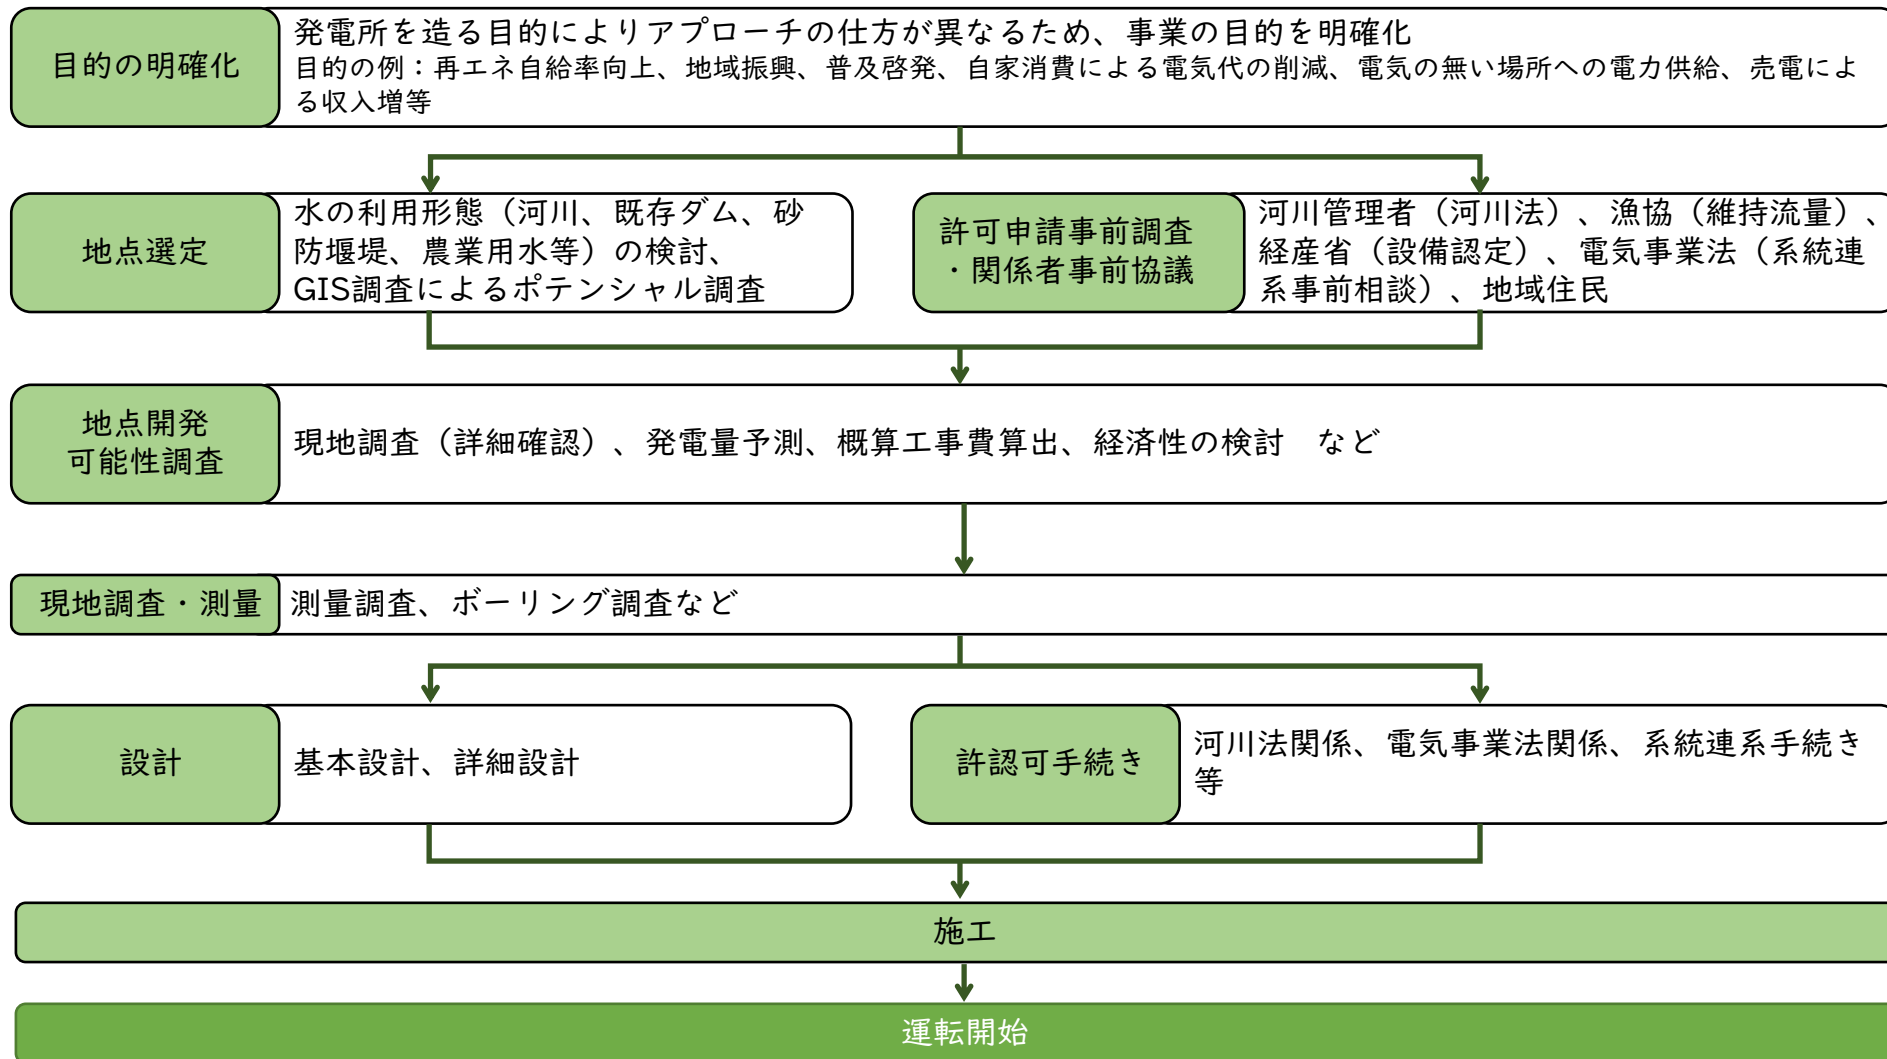 目的の明確化
発電所を造る目的によりアプローチの仕方が異なるため、事業の目的を明確化
目的の例：再エネ自給率向上、地域振興、普及啓発、自家消費による電気代の削減、電気の無い場所への電力供給、売電によ
る収入増等
地点選定
水の利用形態（河川、既存ダム、砂
防堰堤、農業用水等）の検討、
GIS調査によるポテンシャル調査
許可申請事前調査
・関係者事前協議
河川管理者（河川法）、漁協（維持流量）、
経産省（設備認定）、電気事業法（系統連
系事前相談）、地域住民
地点開発
可能性調査
現地調査（詳細確認）、発電量予測、概算工事費算出、経済性の検討　など
現地調査・測量
測量調査、ボーリング調査など
設計
基本設計、詳細設計
許認可手続き
河川法関係、電気事業法関係、系統連系手続き
等
施工
運転開始